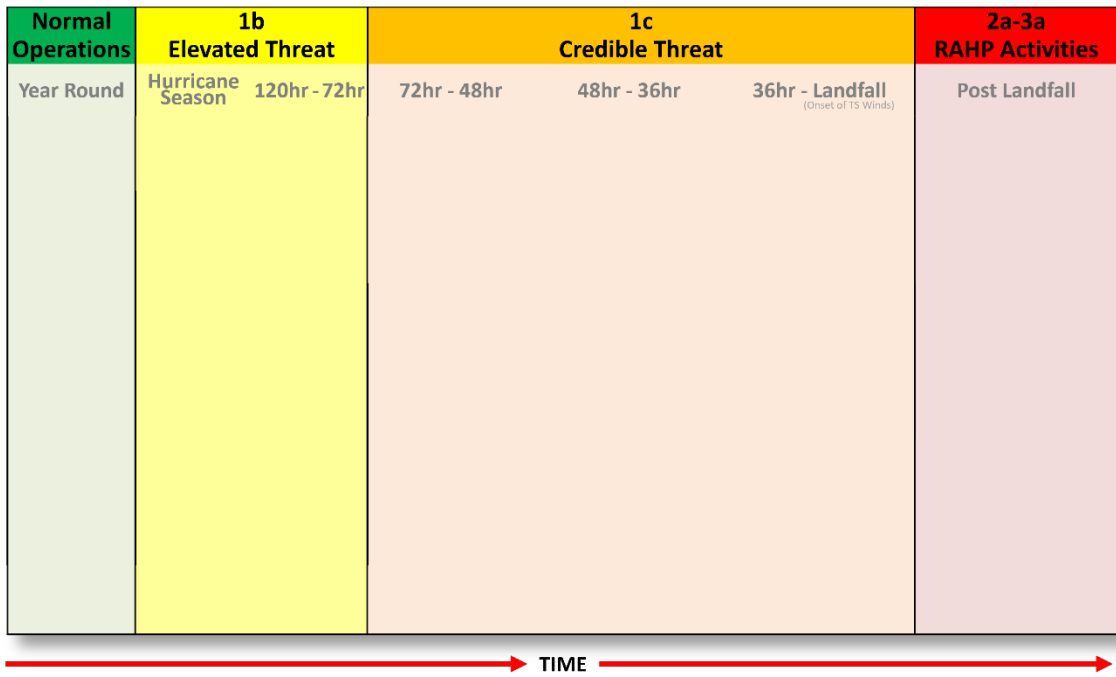 Normal
Operations
1b
Elevated Threat
1c
Credible Threat
2a-3a
RAHP Activities
Year Round
Hurricane
Season
120hr - 72hr
72hr - 48hr
48hr - 36hr
36hr - Landfall
(Onset of TS Winds)
Post Landfall
TIME